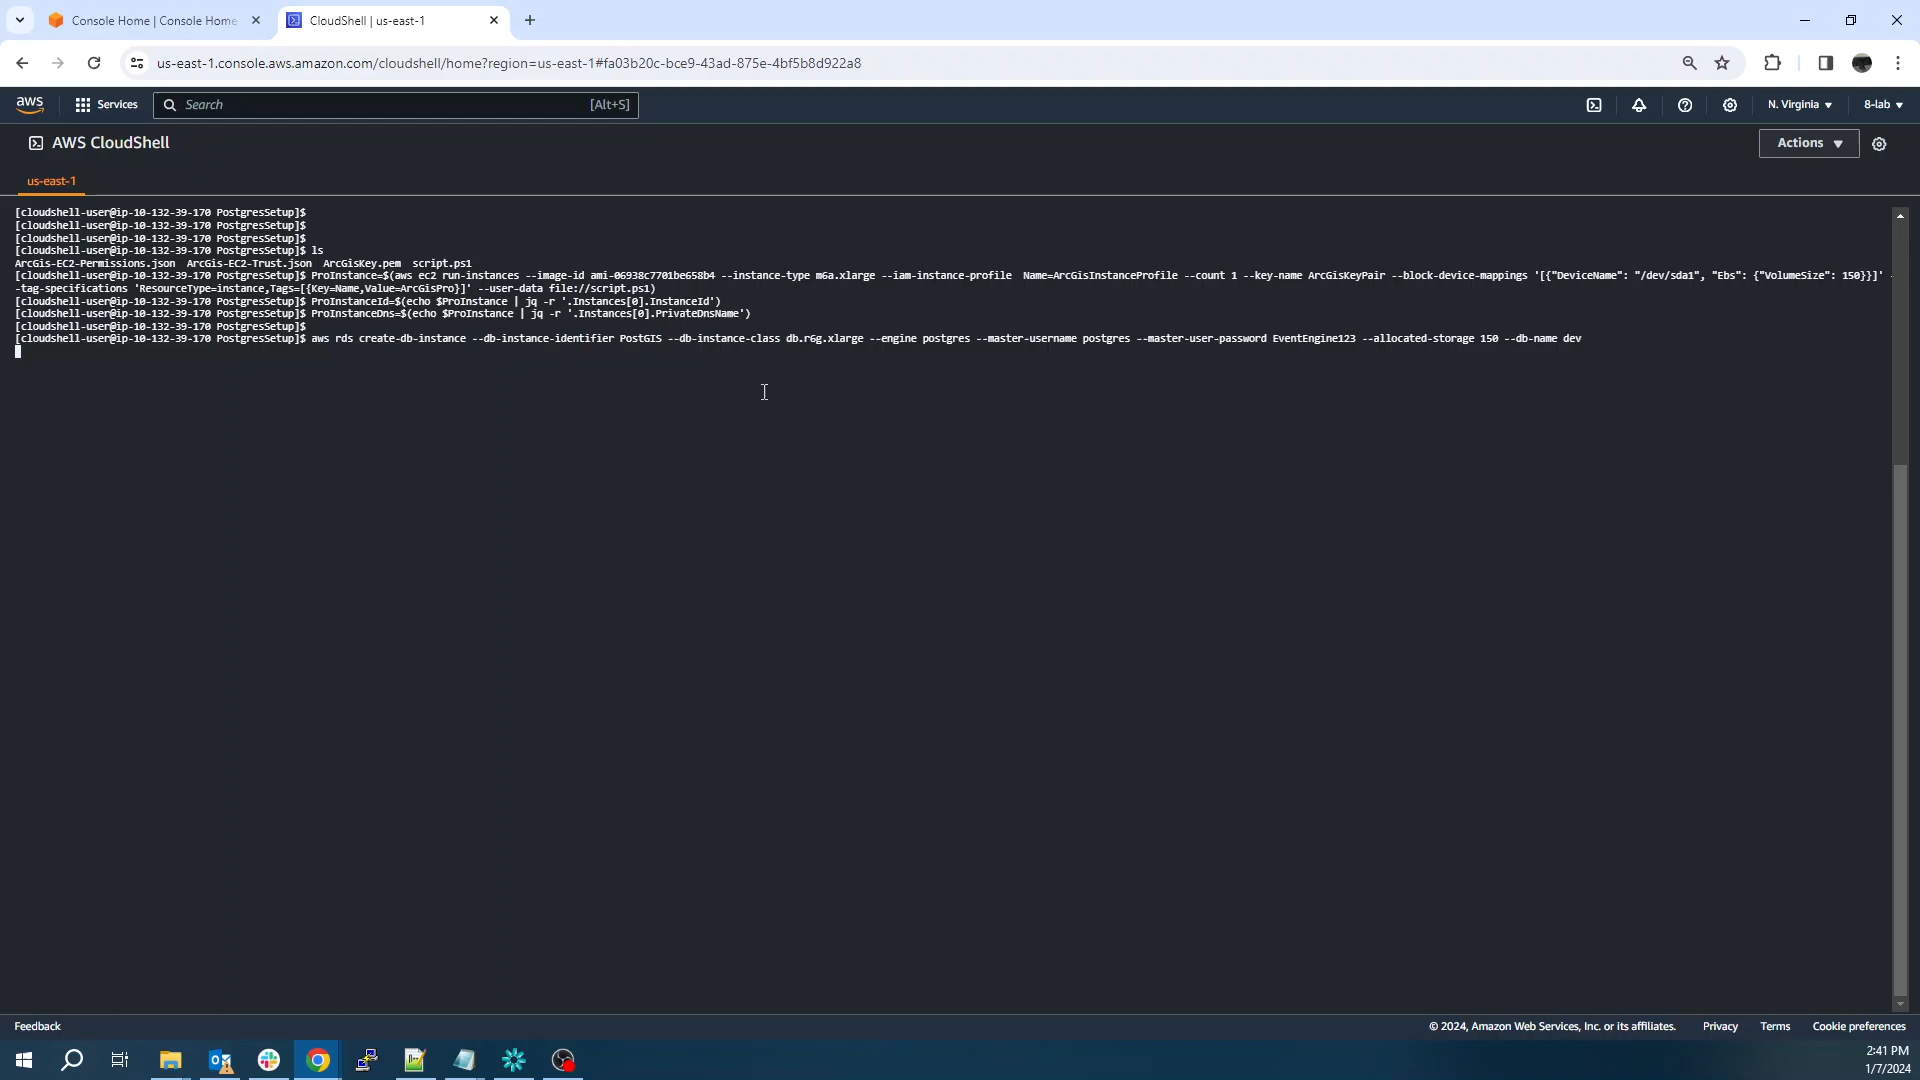 Console Home | Console Home
CloudShell | us-east-1
us-east-1.console.aws.amazon.com/cloudshell/home?region=us-east-1#fa03b20c-bce9-43ad-875e-4bf5b8d922a8
aws
Services
Search
[Alt+S]
N. Virginia
8-lab
AWS CloudShell
Actions
us-east-1
[cloudshell-user@ip-10-132-39-170 PostgresSetup]$
[cloudshell-user@ip-10-132-39-170 PostgresSetup]$
[cloudshell-user@ip-10-132-39-170 PostgresSetup]$
[cloudshell-user@ip-10-132-39-170 PostgresSetup]$ ls
ArcGis-EC2-Permissions.json  ArcGis-EC2-Trust.json  ArcGisKey.pem  script.ps1
[cloudshell-user@ip-10-132-39-170 PostgresSetup]$ ProInstance=$(aws ec2 run-instances --image-id ami-06938c7701be658b4 --instance-type m6a.xlarge --iam-instance-profile  Name=ArcGisInstanceProfile --count 1 --key-name ArcGisKeyPair --block-device-mappings '[{"DeviceName": "/dev/sda1", "Ebs": {"VolumeSize": 150}}]' -
-tag-specifications 'ResourceType=instance,Tags=[{Key=Name,Value=ArcGisPro}]' --user-data file://script.ps1)
[cloudshell-user@ip-10-132-39-170 PostgresSetup]$ ProInstanceId=$(echo $ProInstance | jq -r '.Instances[0].InstanceId')
[cloudshell-user@ip-10-132-39-170 PostgresSetup]$ ProInstanceDns=$(echo $ProInstance | jq -r '.Instances[0].PrivateDnsName')
[cloudshell-user@ip-10-132-39-170 PostgresSetup]$
[cloudshell-user@ip-10-132-39-170 PostgresSetup]$ aws rds create-db-instance --db-instance-identifier PostGIS --db-instance-class db.r6g.xlarge --engine postgres --master-username postgres --master-user-password EventEngine123 --allocated-storage 150 --db-name dev
Feedback
© 2024, Amazon Web Services, Inc. or its affiliates.
Privacy
Terms
Cookie preferences
2:41 PM
1/7/2024